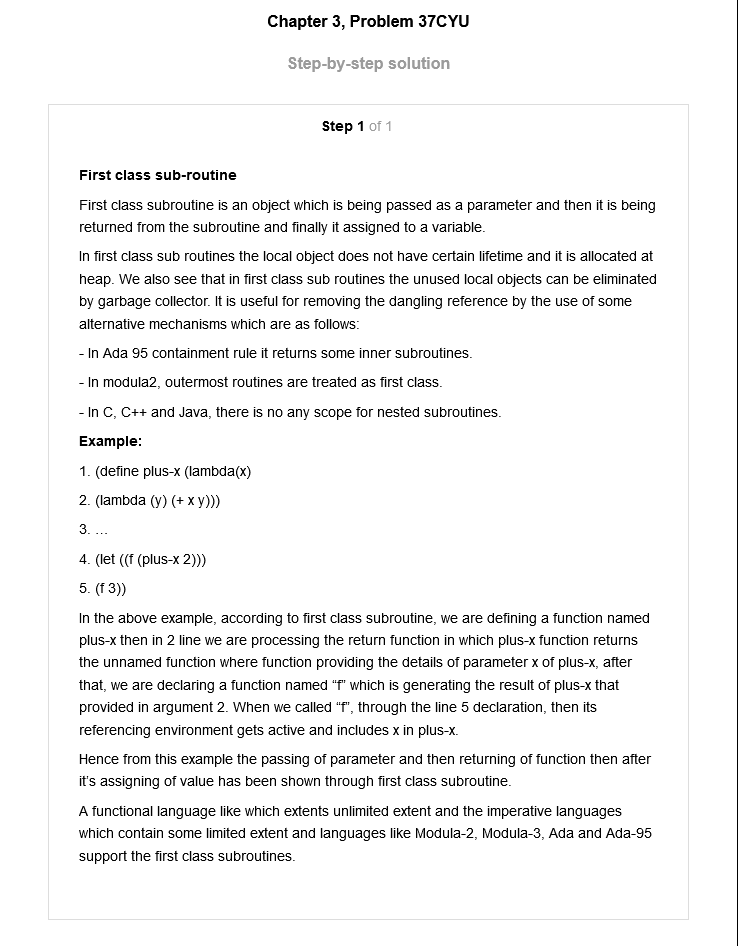 Chapter 3, Problem 37CYU
Step-by-step solution
Step 1 of 1
First class sub-routine
First class subroutine is an object which is being passed as a parameter and then it is being
returned from the subroutine and finally it assigned to a variable.
In first class sub routines the local object does not have certain lifetime and it is allocated at
heap. We also see that in first class sub routines the unused local objects can be eliminated
by garbage collector. It is useful for removing the dangling reference by the use of some
alternative mechanisms which are as follows:
- In Ada 95 containment rule it returns some inner subroutines.
- In modula2, outermost routines are treated as first class.
- In C, C++ and Java, there is no any scope for nested subroutines.
Example:
1. (define plus-x (lambda(x)
2. (lambda (y) (+ x y)))
3. …
4. (let ((f (plus-x 2)))
5. (f 3))
In the above example, according to first class subroutine, we are defining a function named
plus-x then in 2 line we are processing the return function in which plus-x function returns
the unnamed function where function providing the details of parameter x of plus-x, after
that, we are declaring a function named “f” which is generating the result of plus-x that
provided in argument 2. When we called “f”, through the line 5 declaration, then its
referencing environment gets active and includes x in plus-x.
Hence from this example the passing of parameter and then returning of function then after
it’s assigning of value has been shown through first class subroutine.
A functional language like which extents unlimited extent and the imperative languages
which contain some limited extent and languages like Modula-2, Modula-3, Ada and Ada-95
support the first class subroutines.